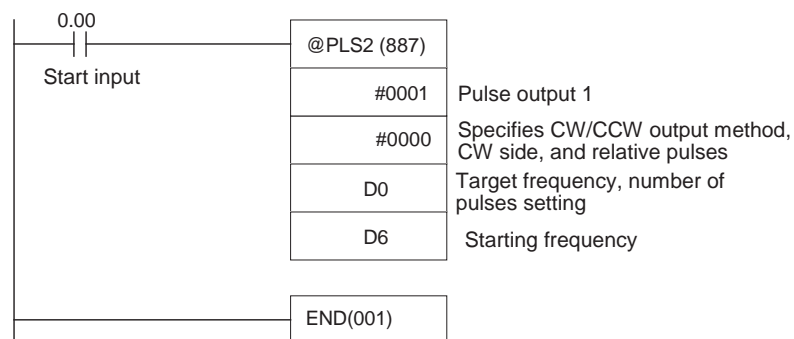 0.00
Start input
@PLS2 (887)
#0001
Pulse output 1
#0000
Specifies CW/CCW output method,
CW side, and relative pulses
D0
Target frequency, number of
pulses setting
D6
Starting frequency
END(001)